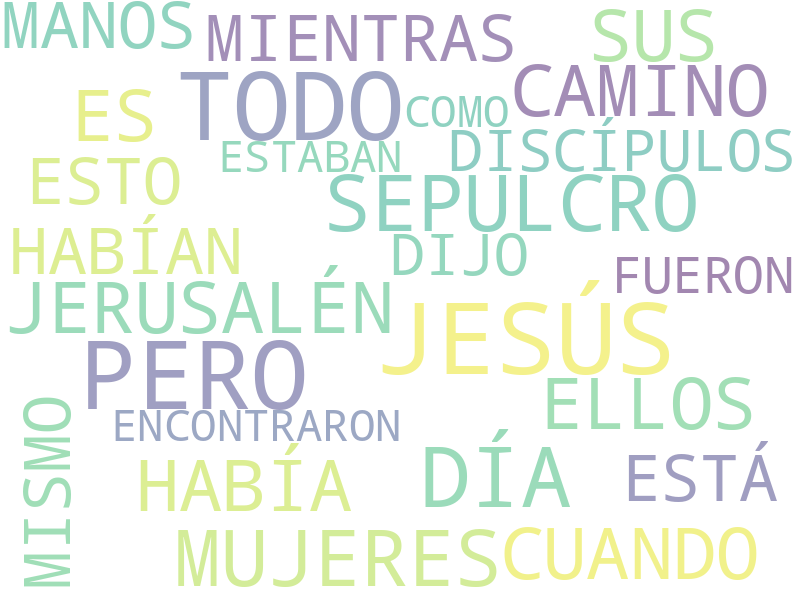 MANOS
MIENTRAS
SUS
ES
TODO
COMO
CAMINO
ESTABAN
DISCÍPULOS
ESTO
SEPULCRO
HABÍAN
DIJO
FUERON
JERUSALÉN
JESÚS
PERO
ELLOS
ENCONTRARON
MISMO
HABÍA
DÍA
ESTÁ
MUJERES
CUANDO